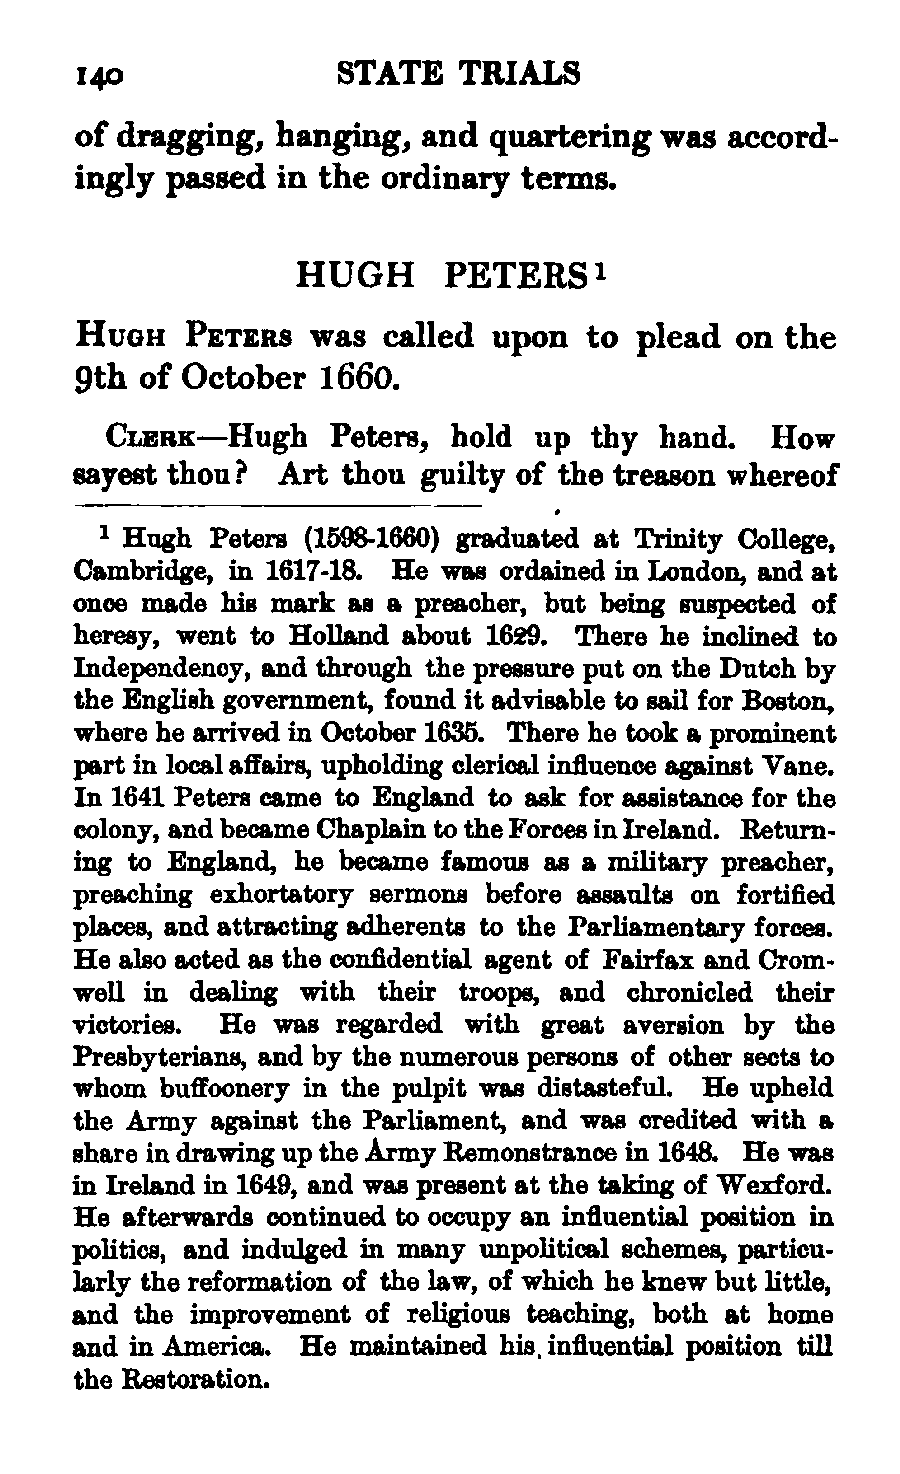 140 STATE TRIALS
of dragging, hanging, and quartering was accord-
ingly passed in the ordinary terms.
HUGH PETERS¹
HUGH PETERS was called upon to plead on the
9th of October 1660.
CLERK—Hugh Peters, hold up thy hand. How
sayest thou? Art thou guilty of the treason whereof
¹ Hugh Peters (1598-1660) graduated at Trinity College,
Cambridge, in 1617-18. He was ordained in London, and at
once made his mark as a preacher, but being suspected of
heresy, went to Holland about 1629. There he inclined to
Independency, and through the pressure put on the Dutch by
the English government, found it advisable to sail for Boston,
where he arrived in October 1635. There he took a prominent
part in local affairs, upholding clerical influence against Vane.
In 1641 Peters came to England to ask for assistance for the
colony, and became Chaplain to the Forces in Ireland. Return-
ing to England, he became famous as a military preacher,
preaching exhortatory sermons before assaults on fortified
places, and attracting adherents to the Parliamentary forces.
He also acted as the confidential agent of Fairfax and Crom-
well in dealing with their troops, and chronicled their
victories. He was regarded with great aversion by the
Presbyterians, and by the numerous persons of other sects to
whom buffoonery in the pulpit was distasteful. He upheld
the Army against the Parliament, and was credited with a
share in drawing up the Army Remonstrance in 1648. He was
in Ireland in 1649, and was present at the taking of Wexford.
He afterwards continued to occupy an influential position in
politics, and indulged in many unpolitical schemes, particu-
larly the reformation of the law, of which he knew but little,
and the improvement of religious teaching, both at home
and in America. He maintained his influential position till
the Restoration.